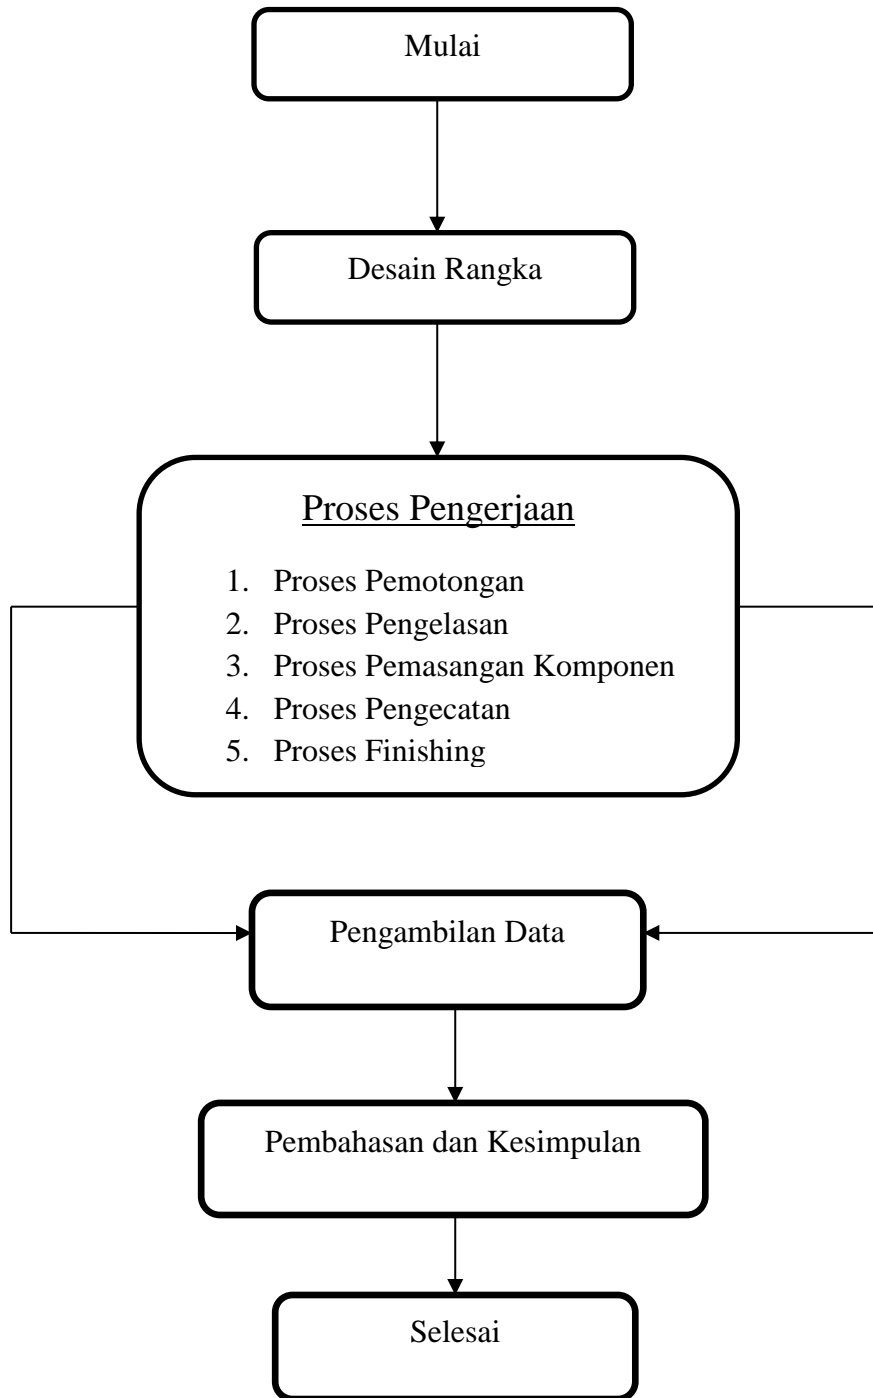 Mulai
Desain Rangka
Proses Pengerjaan
1. Proses Pemotongan
2. Proses Pengelasan
3. Proses Pemasangan Komponen
4. Proses Pengecatan
5. Proses Finishing
Pengambilan Data
Pembahasan dan Kesimpulan
Selesai